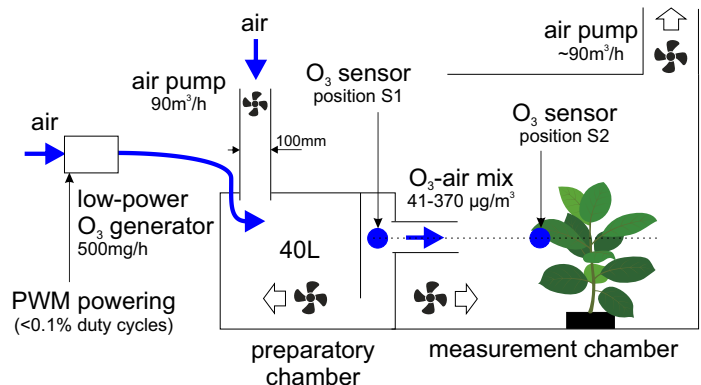 air
air pump
90m³/h
100mm
O₃ sensor
position S1
air pump
~90m³/h
O₃ sensor
position S2
air
low-power
O₃ generator
500mg/h
PWM powering
(<0.1% duty cycles)
40L
O₃-air mix
41-370 µg/m³
preparatory
chamber
measurement chamber